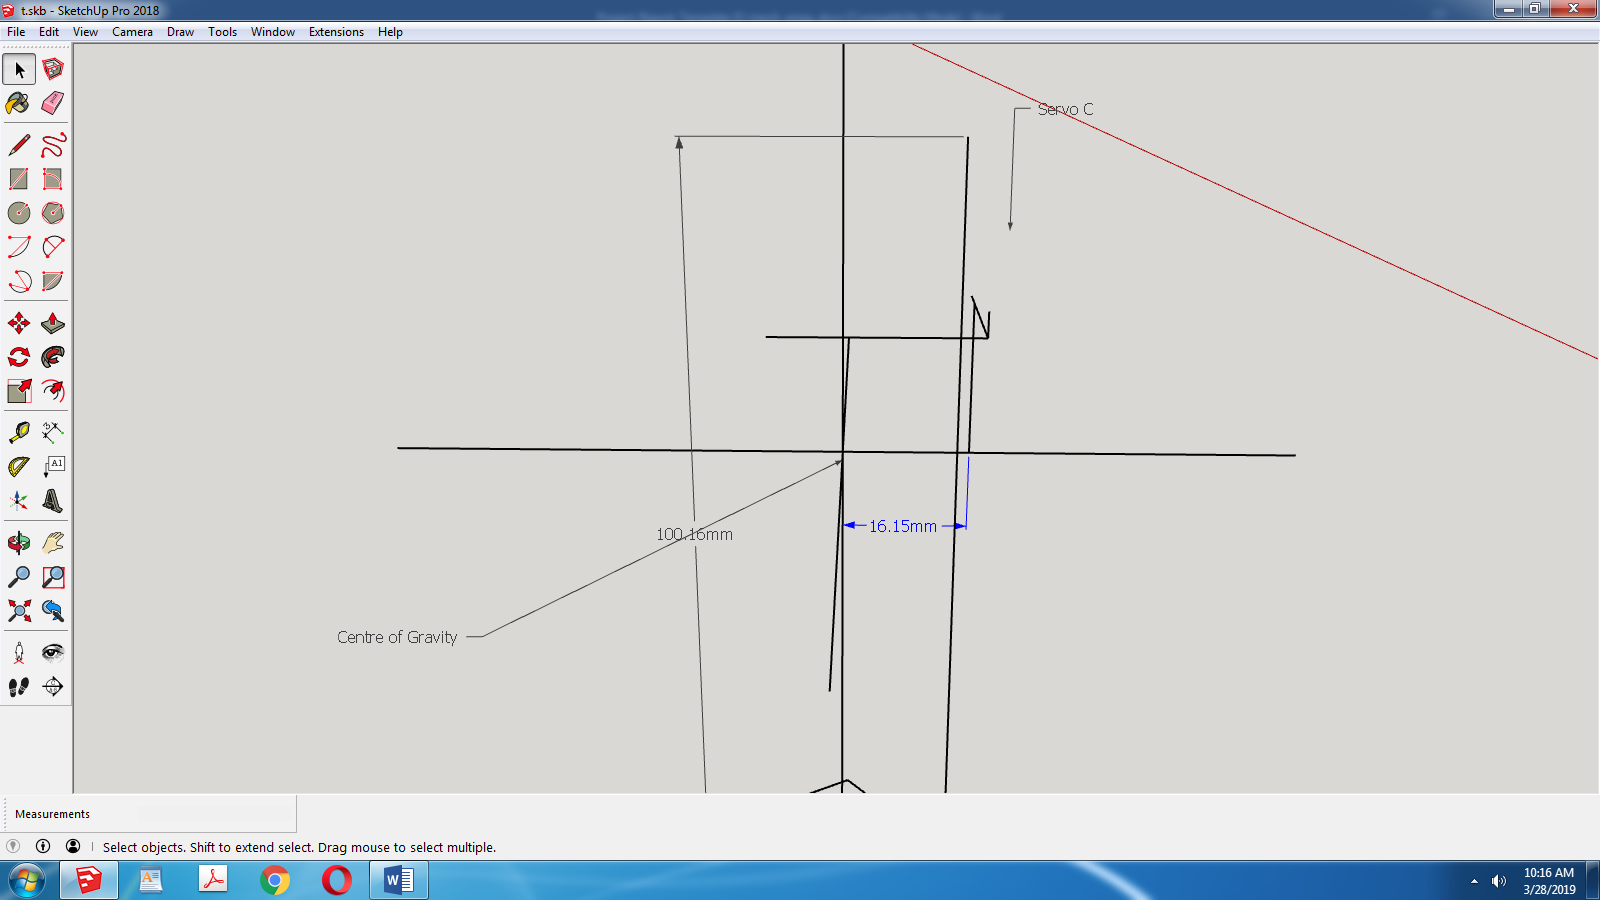 t.skb - SketchUp Pro 2018
File Edit View Camera Draw Tools Window Extensions Help
Servo C
A1
16.15mm
100.16mm
Centre of Gravity
Measurements
Select objects. Shift to extend select. Drag mouse to select multiple.
10:16 AM
3/28/2019